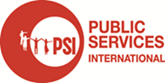 PSI
PUBLIC
SERVICES
INTERNATIONAL